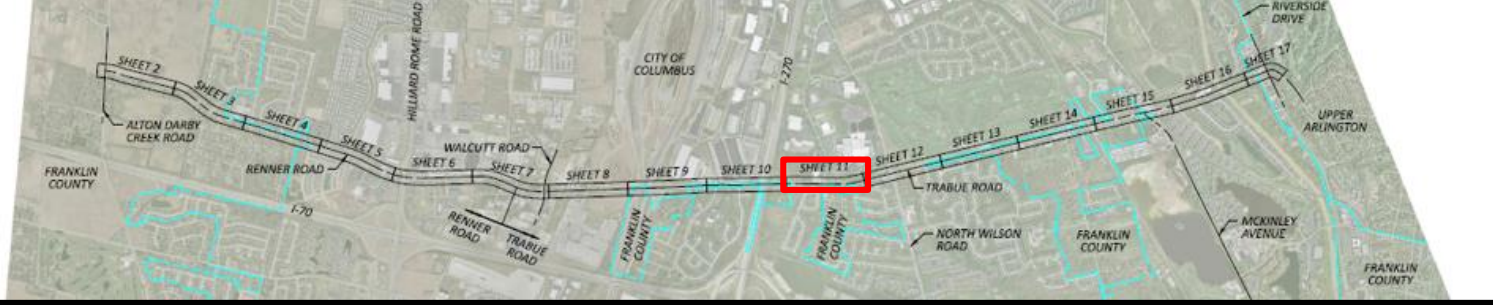 SHEET 2
SHEET 3
SHEET 4
SHEET 5
SHEET 6
SHEET 7
SHEET 8
SHEET 9
SHEET 10
SHEET 11
SHEET 12
SHEET 13
SHEET 14
SHEET 15
SHEET 16
SHEET 17
RIVERSIDE
DRIVE
HILLIARD ROME ROAD
CITY OF
COLUMBUS
I-270
ALTON DARBY
CREEK ROAD
WALCUTT ROAD
UPPER
ARLINGTON
FRANKLIN
COUNTY
RENNER ROAD
I-70
TRABUE ROAD
RENNER
ROAD
TRABUE
ROAD
FRANKLIN
COUNTY
FRANKLIN
COUNTY
NORTH WILSON
ROAD
FRANKLIN
COUNTY
MCKINLEY
AVENUE
FRANKLIN
COUNTY